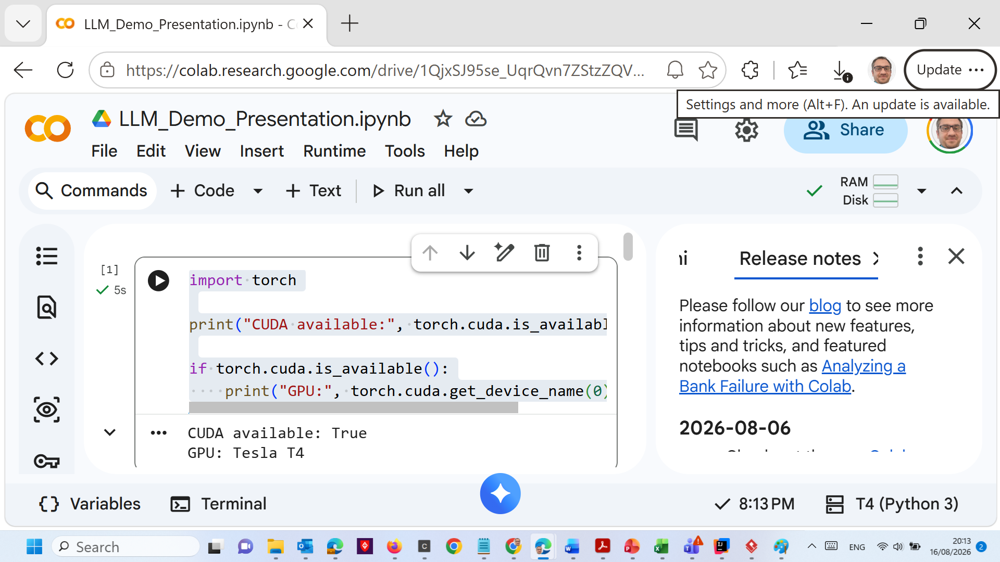 LLM_Demo_Presentation.ipynb - C
https://colab.research.google.com/drive/1QjxSJ95se_UqrQvn7ZStzZQV...
Update
Settings and more (Alt+F). An update is available.
LLM_Demo_Presentation.ipynb
Share
File Edit View Insert Runtime Tools Help
Commands + Code + Text Run all
RAM
Disk
[1]
5s
import torch
print("CUDA available:", torch.cuda.is_availabl
if torch.cuda.is_available():
print("GPU:", torch.cuda.get_device_name(0)
CUDA available: True
GPU: Tesla T4
Release notes
Please follow our blog to see more
information about new features,
tips and tricks, and featured
notebooks such as Analyzing a
Bank Failure with Colab.
2026-08-06
Variables Terminal
8:13 PM
T4 (Python 3)
Search
ENG
20:13
16/08/2026
2